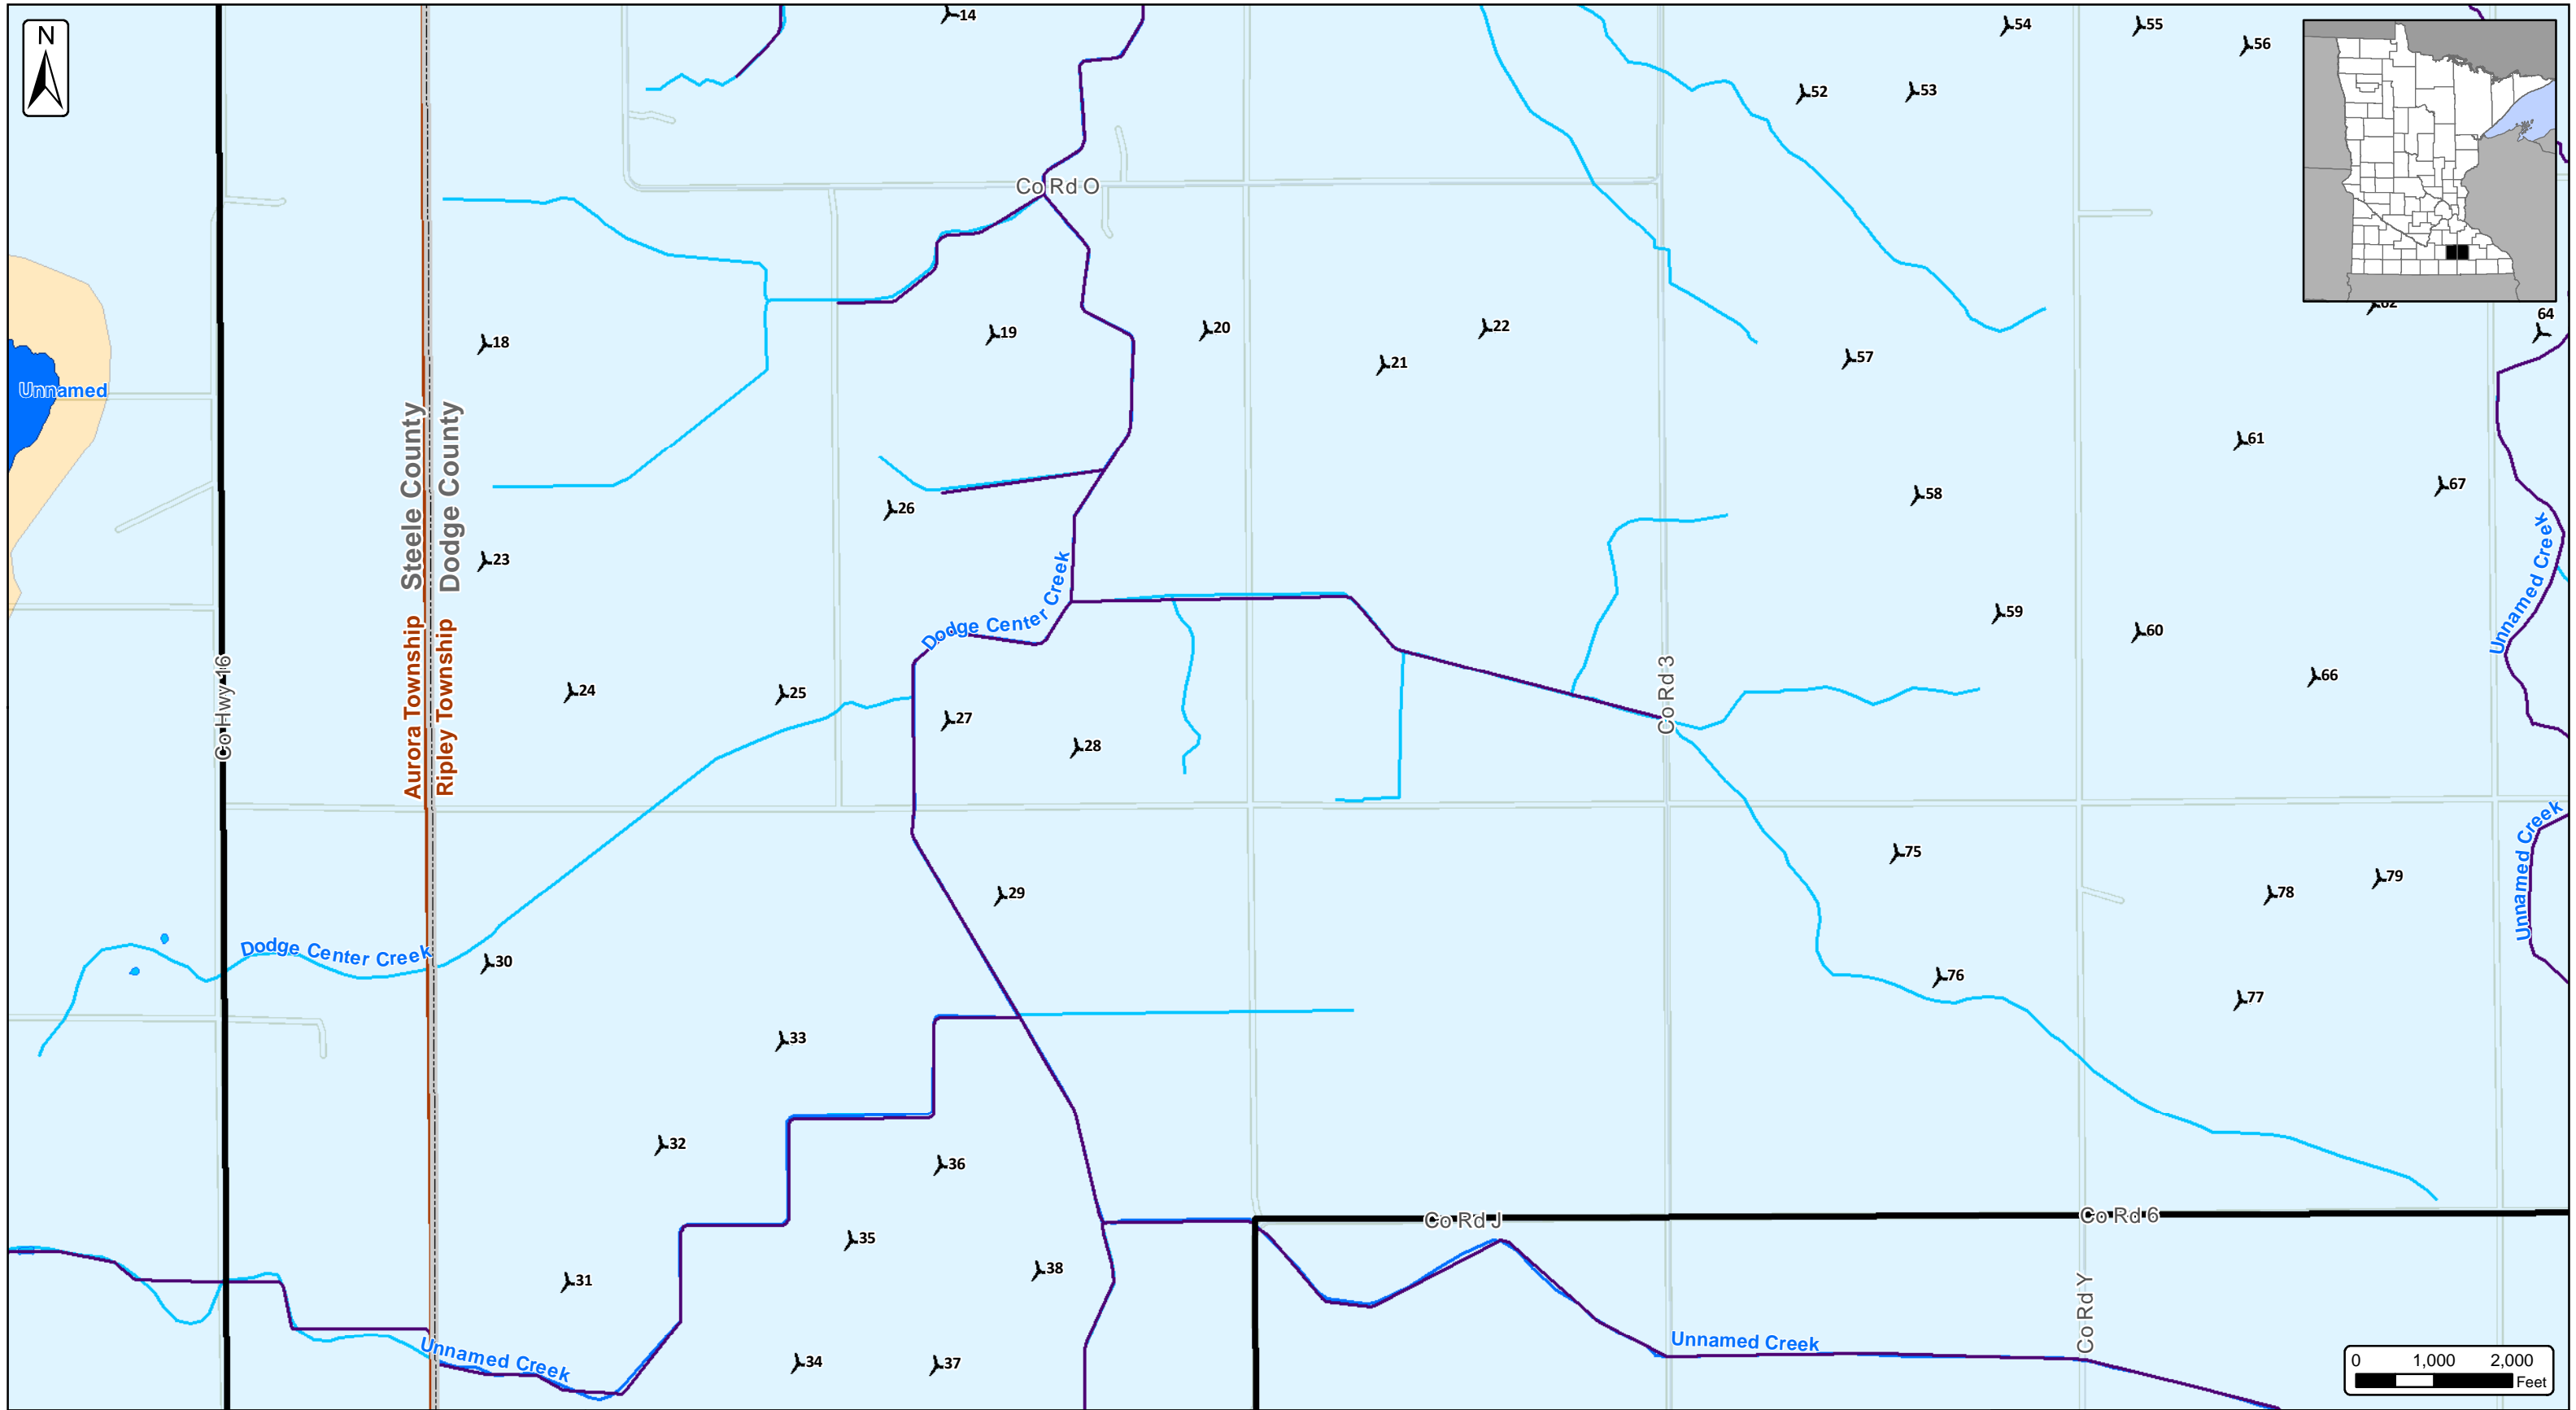 N
14
54
55
56
52
53
Co Rd O
62
64
18
19
20
22
21
57
Unnamed
61
67
58
26
23
Steele County
Dodge County
Unnamed Creek
Dodge Center Creek
59
60
66
Aurora Township
Ripley Township
Co Hwy 16
Co Rd 3
24
25
27
28
75
79
78
Unnamed Creek
29
Dodge Center Creek
30
76
77
33
32
36
Co Rd J
Co Rd 6
35
31
38
Co Rd Y
Unnamed Creek
Unnamed Creek
34
37
0 1,000 2,000
Feet